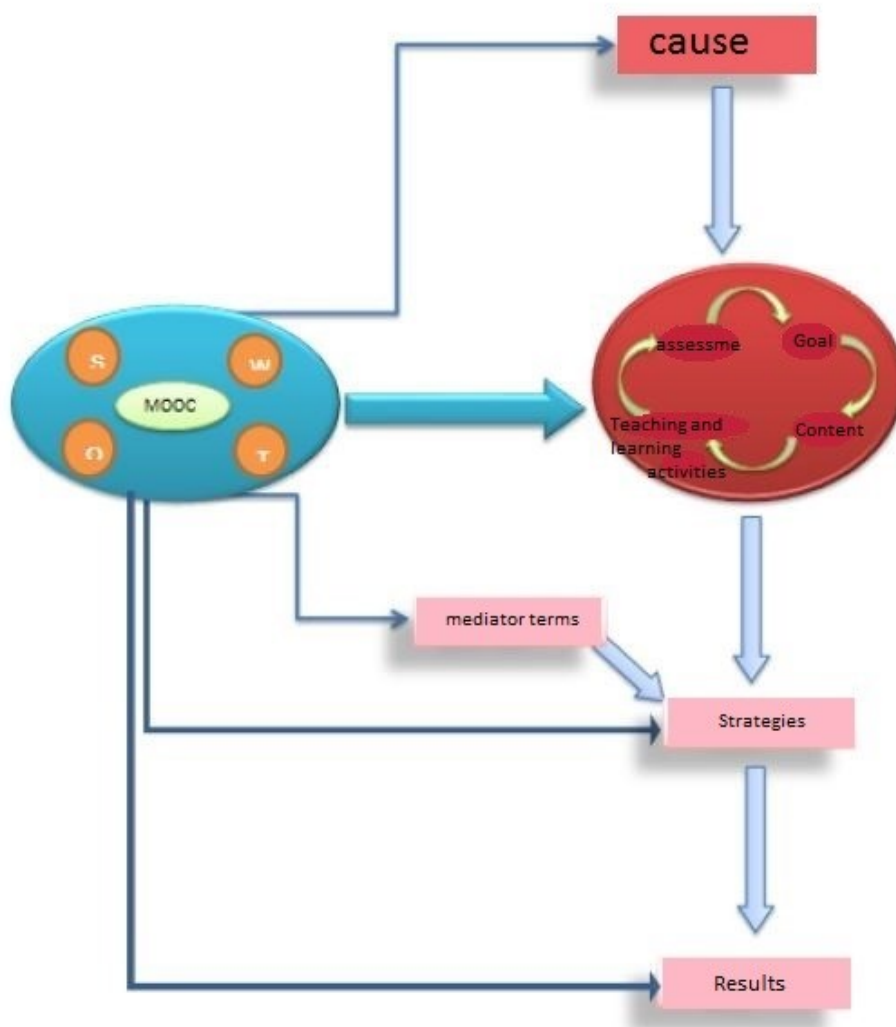 cause
assessme
Goal
S
W
MOOC
Teaching and
learning
activities
Content
O
T
mediator terms
Strategies
Results